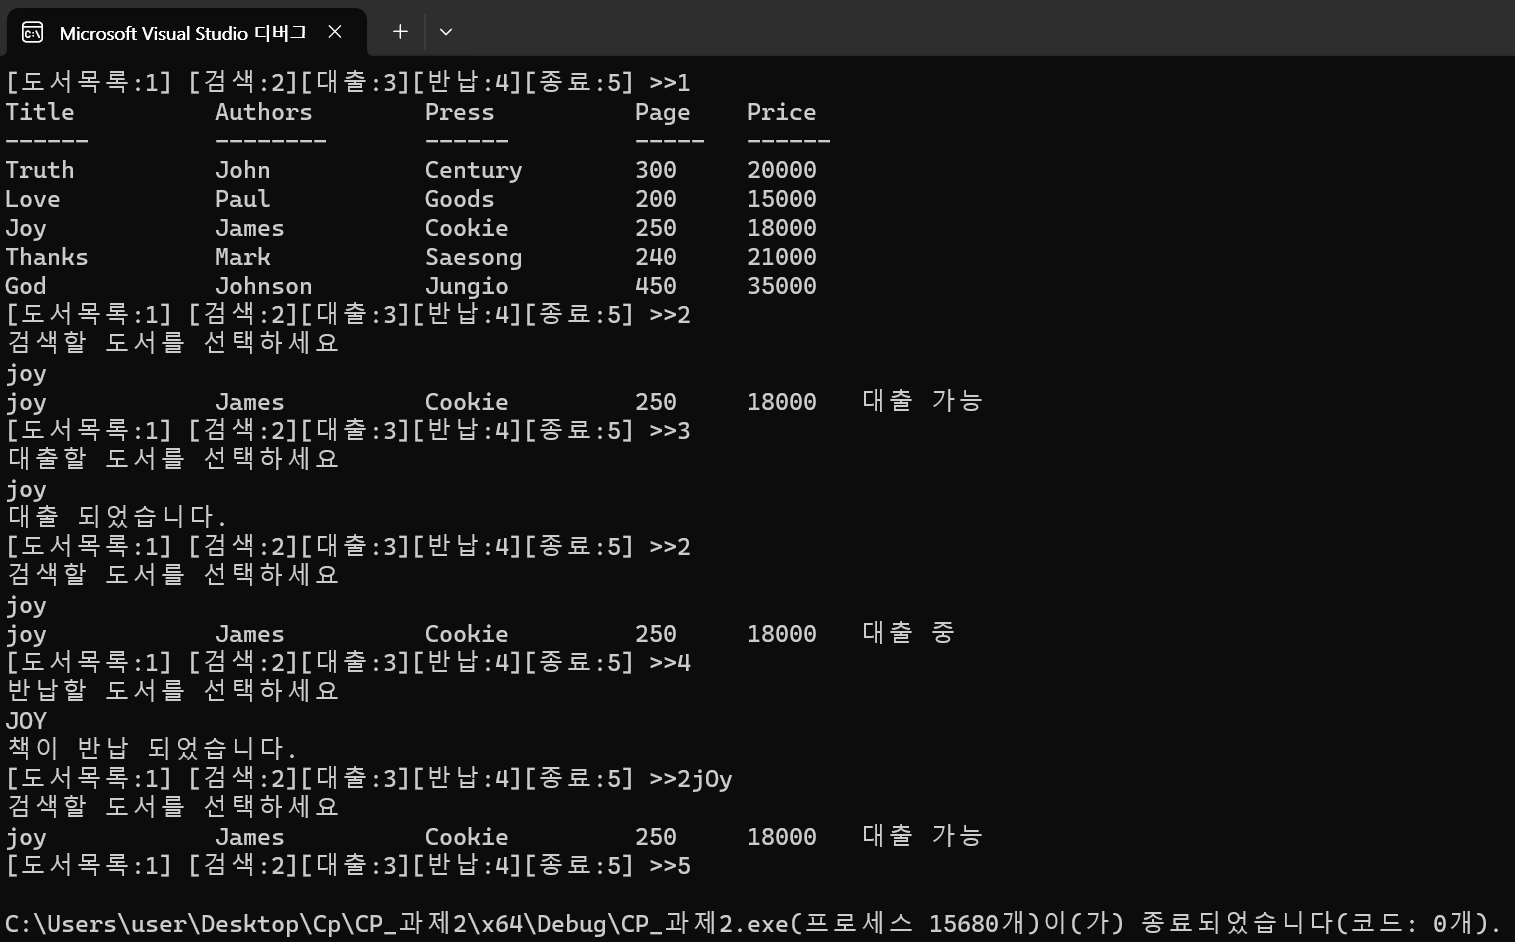 Microsoft Visual Studio 디버그
[도서목록:1] [검색:2][대출:3][반납:4][종료:5] >>1
Title Authors Press Page Price
------ -------- ------ ----- ------
Truth John Century 300 20000
Love Paul Goods 200 15000
Joy James Cookie 250 18000
Thanks Mark Saesong 240 21000
God Johnson Jungio 450 35000
[도서목록:1] [검색:2][대출:3][반납:4][종료:5] >>2
검색할 도서를 선택하세요
joy
joy James Cookie 250 18000 대출 가능
[도서목록:1] [검색:2][대출:3][반납:4][종료:5] >>3
대출할 도서를 선택하세요
joy
대출 되었습니다.
[도서목록:1] [검색:2][대출:3][반납:4][종료:5] >>2
검색할 도서를 선택하세요
joy
joy James Cookie 250 18000 대출 중
[도서목록:1] [검색:2][대출:3][반납:4][종료:5] >>4
반납할 도서를 선택하세요
JOY
책이 반납 되었습니다.
[도서목록:1] [검색:2][대출:3][반납:4][종료:5] >>2jOy
검색할 도서를 선택하세요
joy James Cookie 250 18000 대출 가능
[도서목록:1] [검색:2][대출:3][반납:4][종료:5] >>5
C:\Users\user\Desktop\Cp\CP_과제2\x64\Debug\CP_과제2.exe(프로세스 15680개)이(가) 종료되었습니다(코드: 0개).